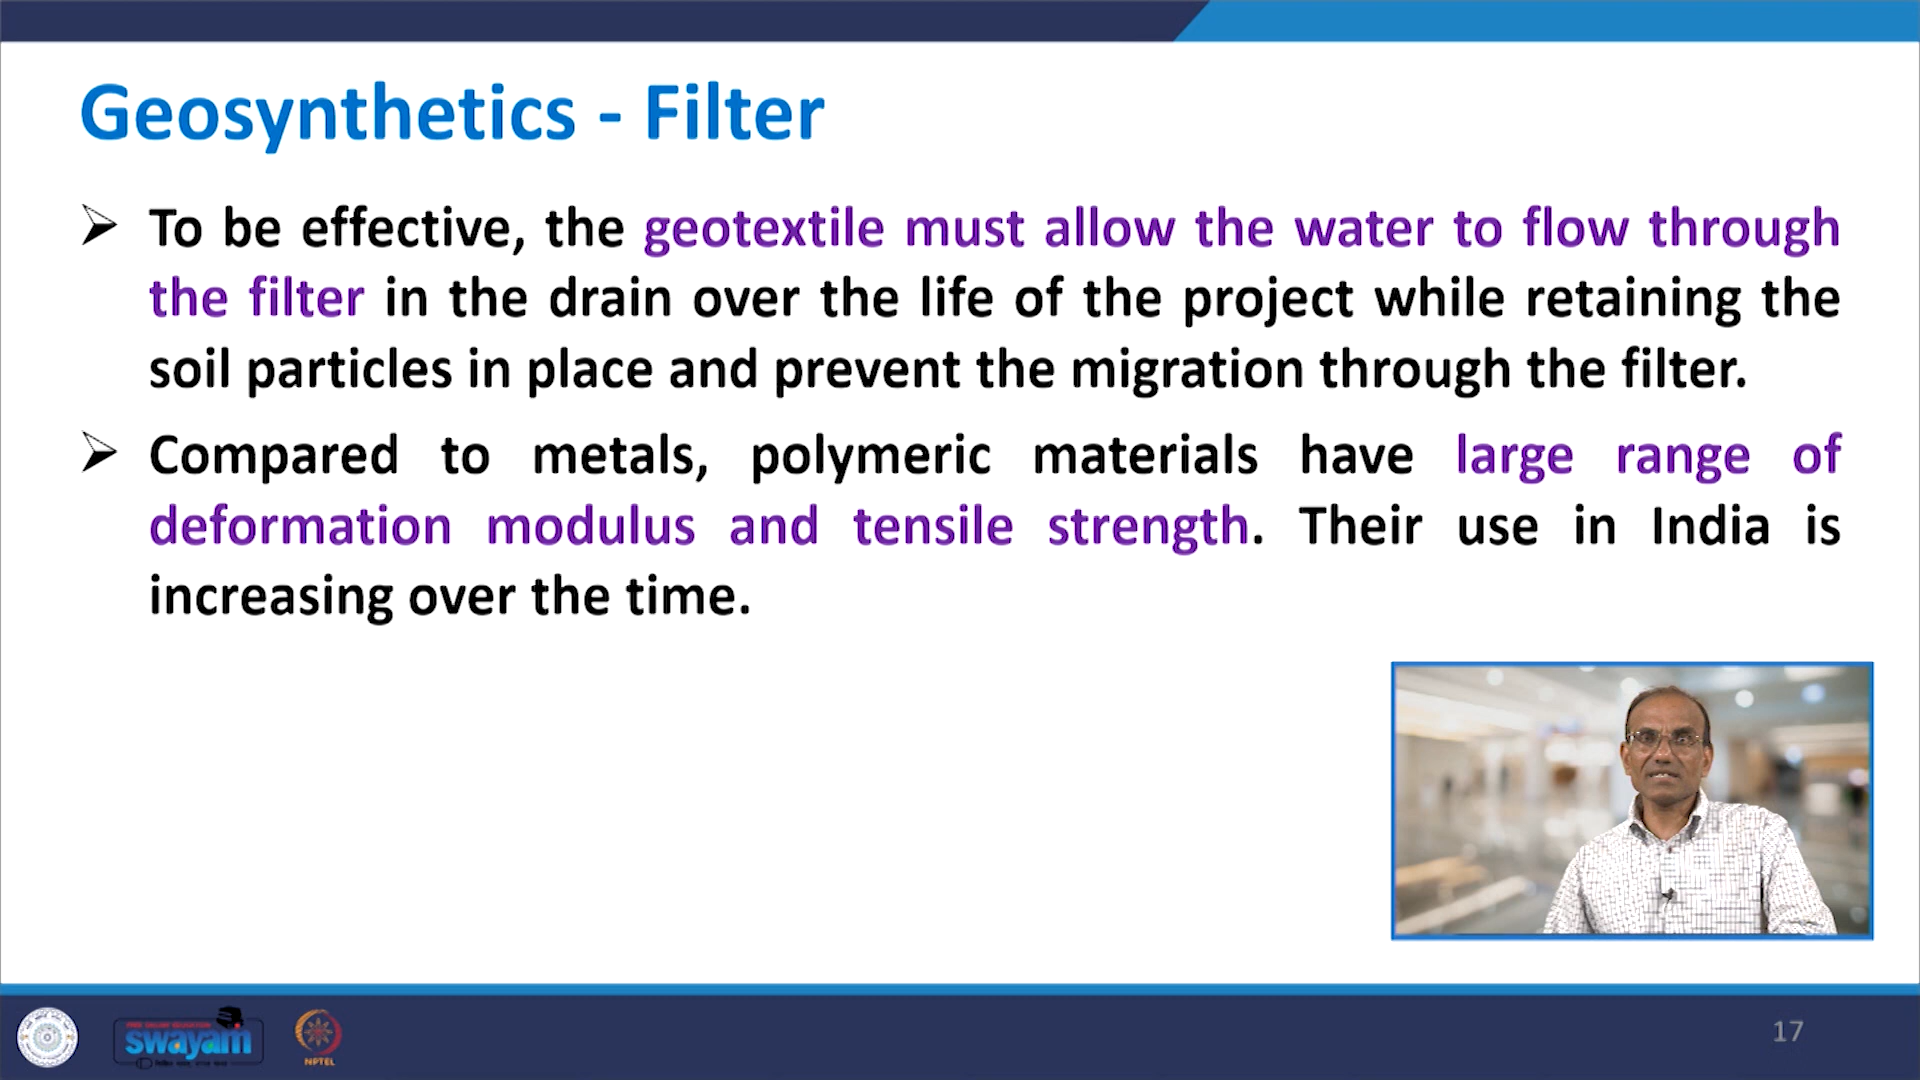 Geosynthetics - Filter
To be effective, the geotextile must allow the water to flow through
the filter in the drain over the life of the project while retaining the
soil particles in place and prevent the migration through the filter.
Compared to metals, polymeric materials have large range of
deformation modulus and tensile strength. Their use in India is
increasing over the time.
swayam
NPTEL
17